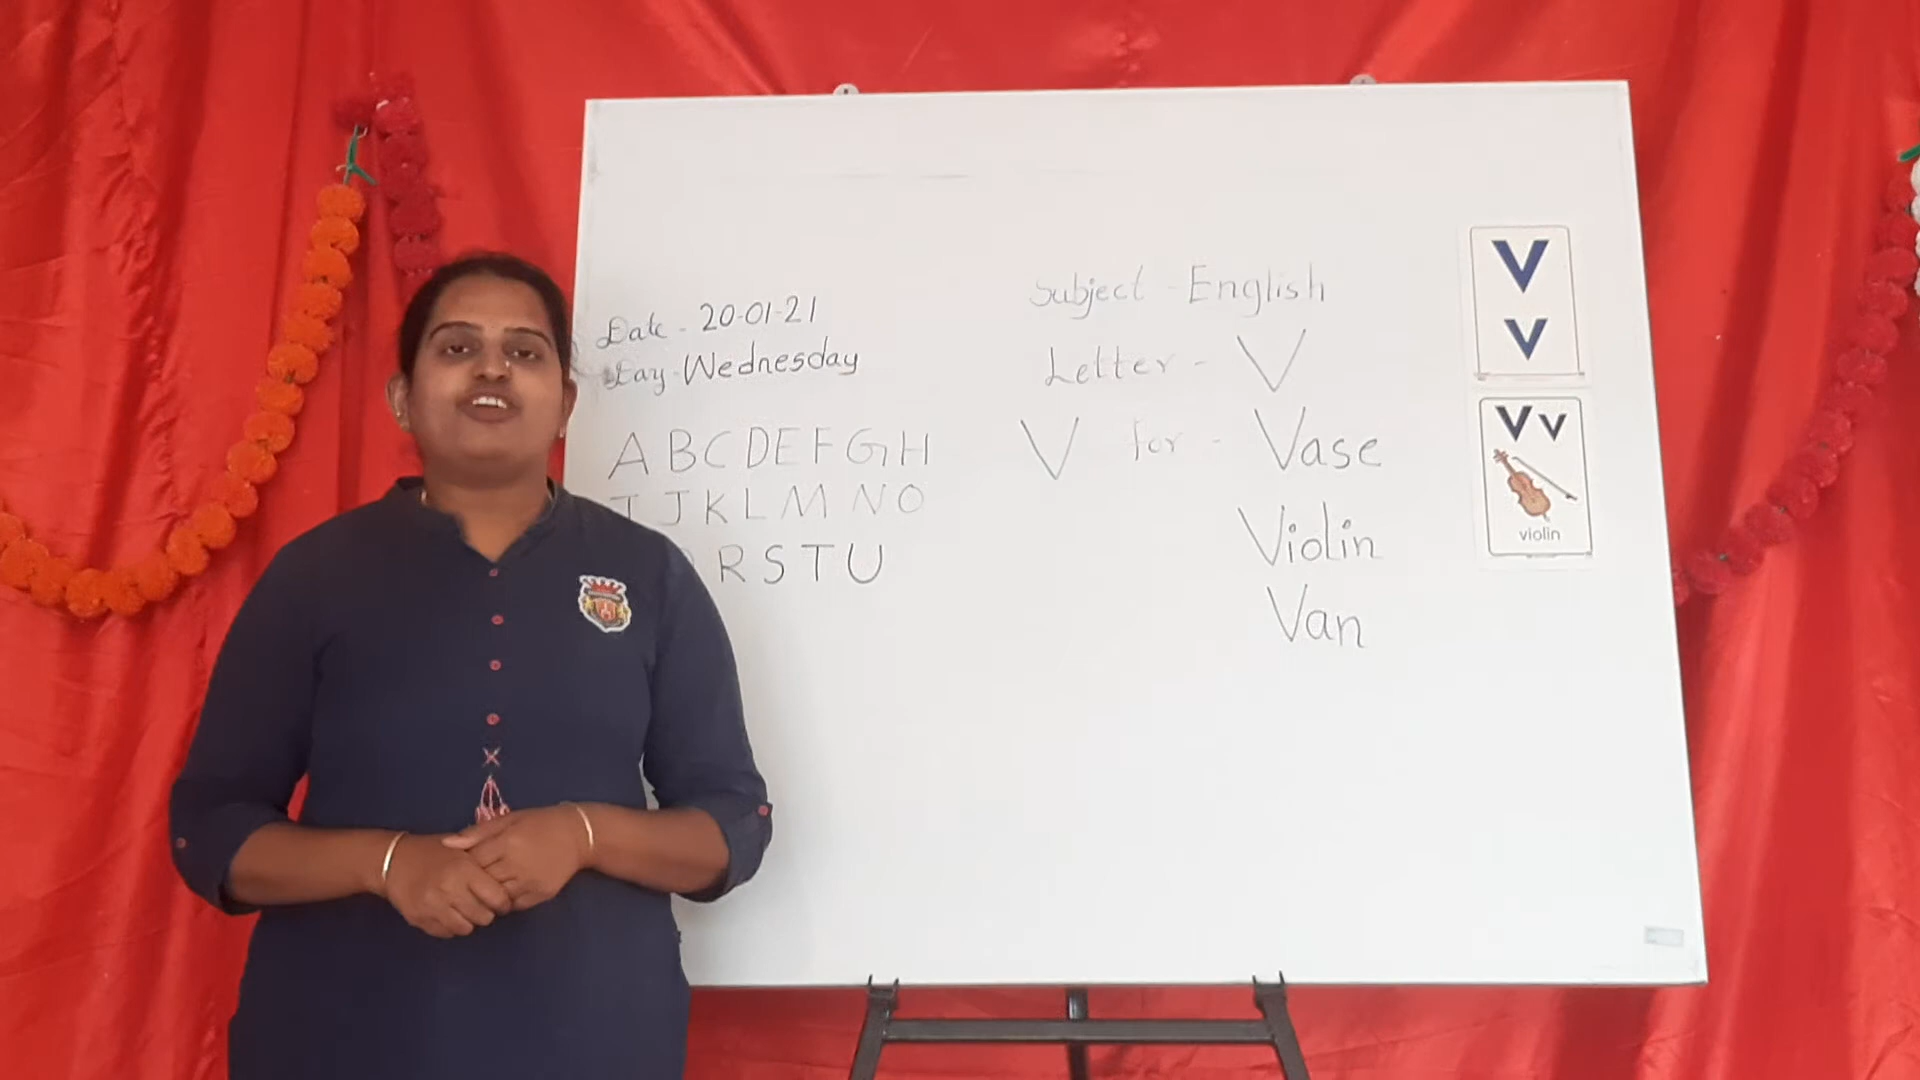 Date - 20-01-21
Day - Wednesday
A B C D E F G H
I J K L M N O
R S T U
Subject - English
Letter - V
V for - Vase
Violin
Van
V
V
V v
violin